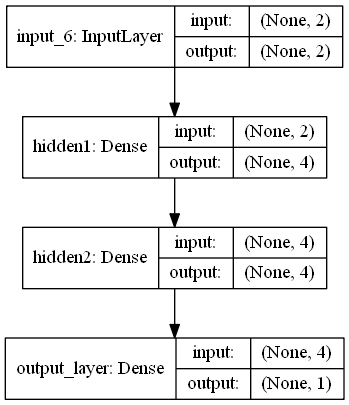 input_6: InputLayer
input: (None, 2)
output: (None, 2)
hidden1: Dense
input: (None, 2)
output: (None, 4)
hidden2: Dense
input: (None, 4)
output: (None, 4)
output_layer: Dense
input: (None, 4)
output: (None, 1)